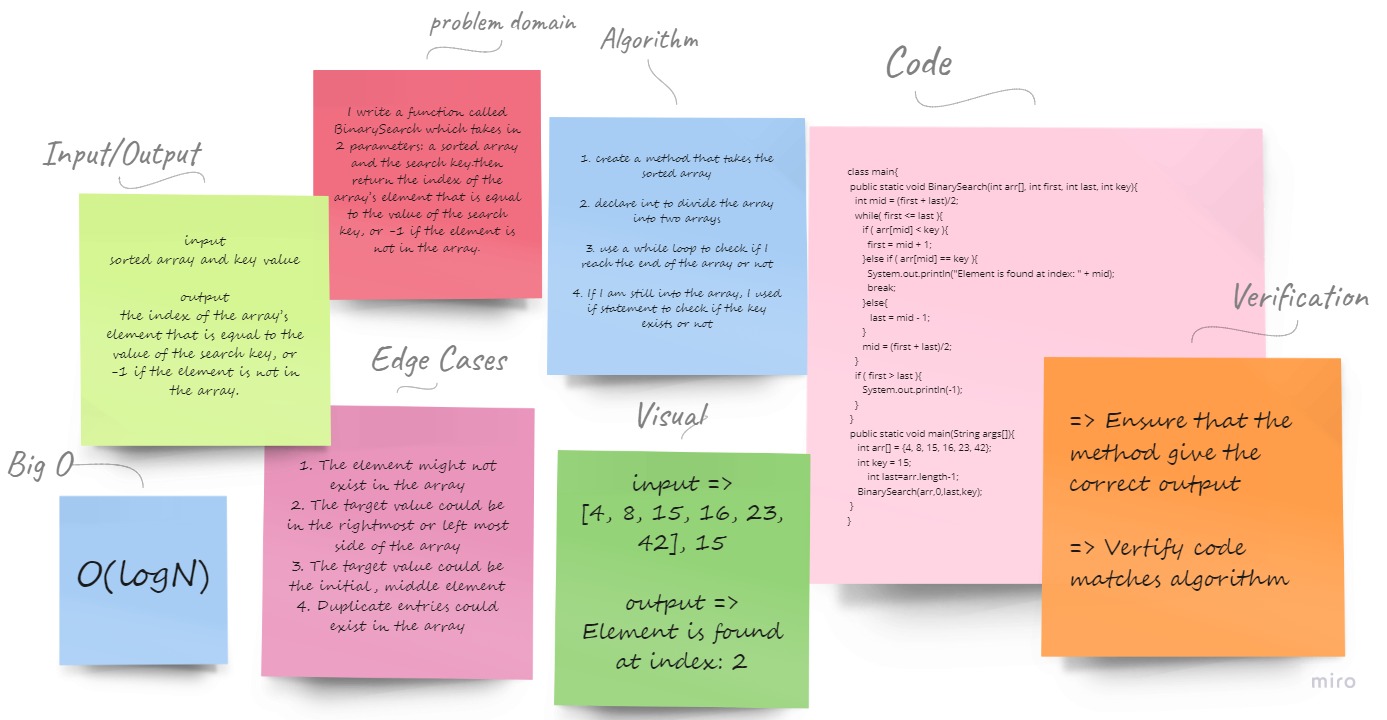 problem domain
I write a function called
BinarySearch which takes in
2 parameters: a sorted array
and the search key.then
return the index of the
array's element that is equal
to the value of the search
key, or -1 if the element is
not in the array.
Algorithm
1. create a method that takes the
sorted array
2. declare int to divide the array
into two arrays
3. use a while loop to check if I
reach the end of the array or not
4. If I am still into the array, I used
if statement to check if the key
exists or not
Code
class main{
public static void BinarySearch(int arr[], int first, int last, int key){
int mid = (first + last)/2;
while( first <= last ){
if ( arr[mid] < key ){
first = mid + 1;
}else if ( arr[mid] == key ){
System.out.println("Element is found at index: " + mid);
break;
}else{
last = mid - 1;
}
mid = (first + last)/2;
}
if ( first > last ){
System.out.println(-1);
}
}
public static void main(String args[]){
int arr[] = {4, 8, 15, 16, 23, 42};
int key = 15;
int last=arr.length-1;
BinarySearch(arr,0,last,key);
}
}
Input/Output
input
sorted array and key value
output
the index of the array's
element that is equal to the
value of the search key, or
-1 if the element is not in
the array.
Verification
=> Ensure that the
method give the
correct output
=> Vertify code
matches algorithm
Edge Cases
1. The element might not
exist in the array
2. The target value could be
in the rightmost or left most
side of the array
3. The target value could be
the initial, middle element
4. Duplicate entries could
exist in the array
Visual
input =>
[4, 8, 15, 16, 23,
42], 15
output =>
Element is found
at index: 2
Big O
O(logN)
miro